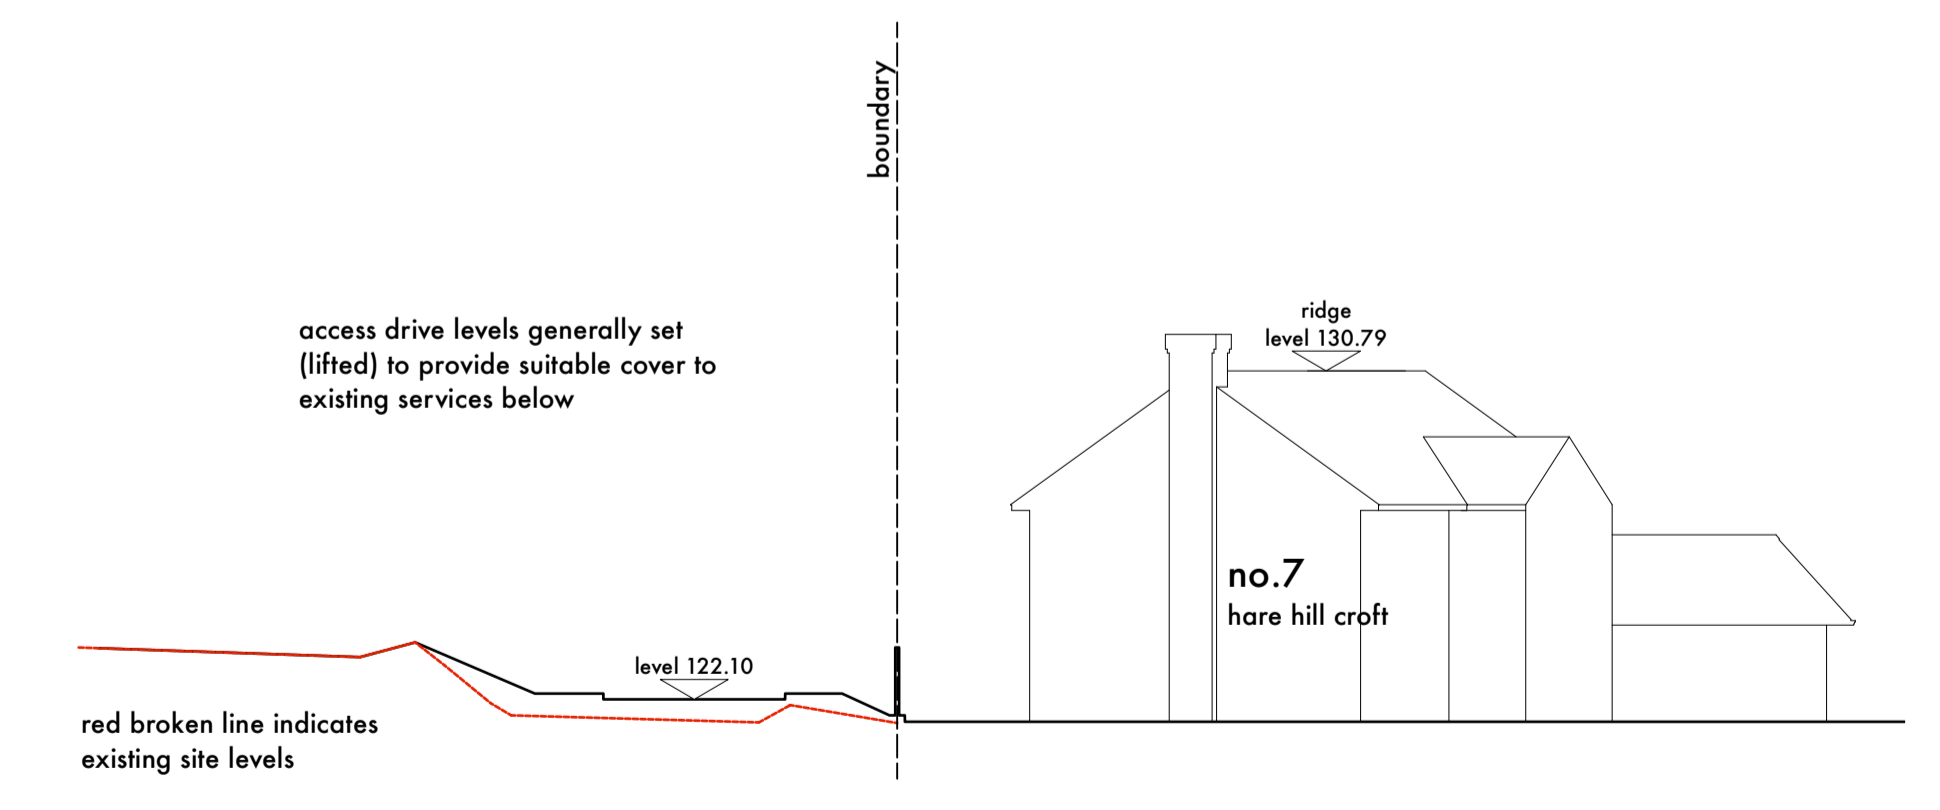 boundary
access drive levels generally set
(lifted) to provide suitable cover to
existing services below
ridge
level 130.79
no.7
hare hill croft
level 122.10
red broken line indicates
existing site levels